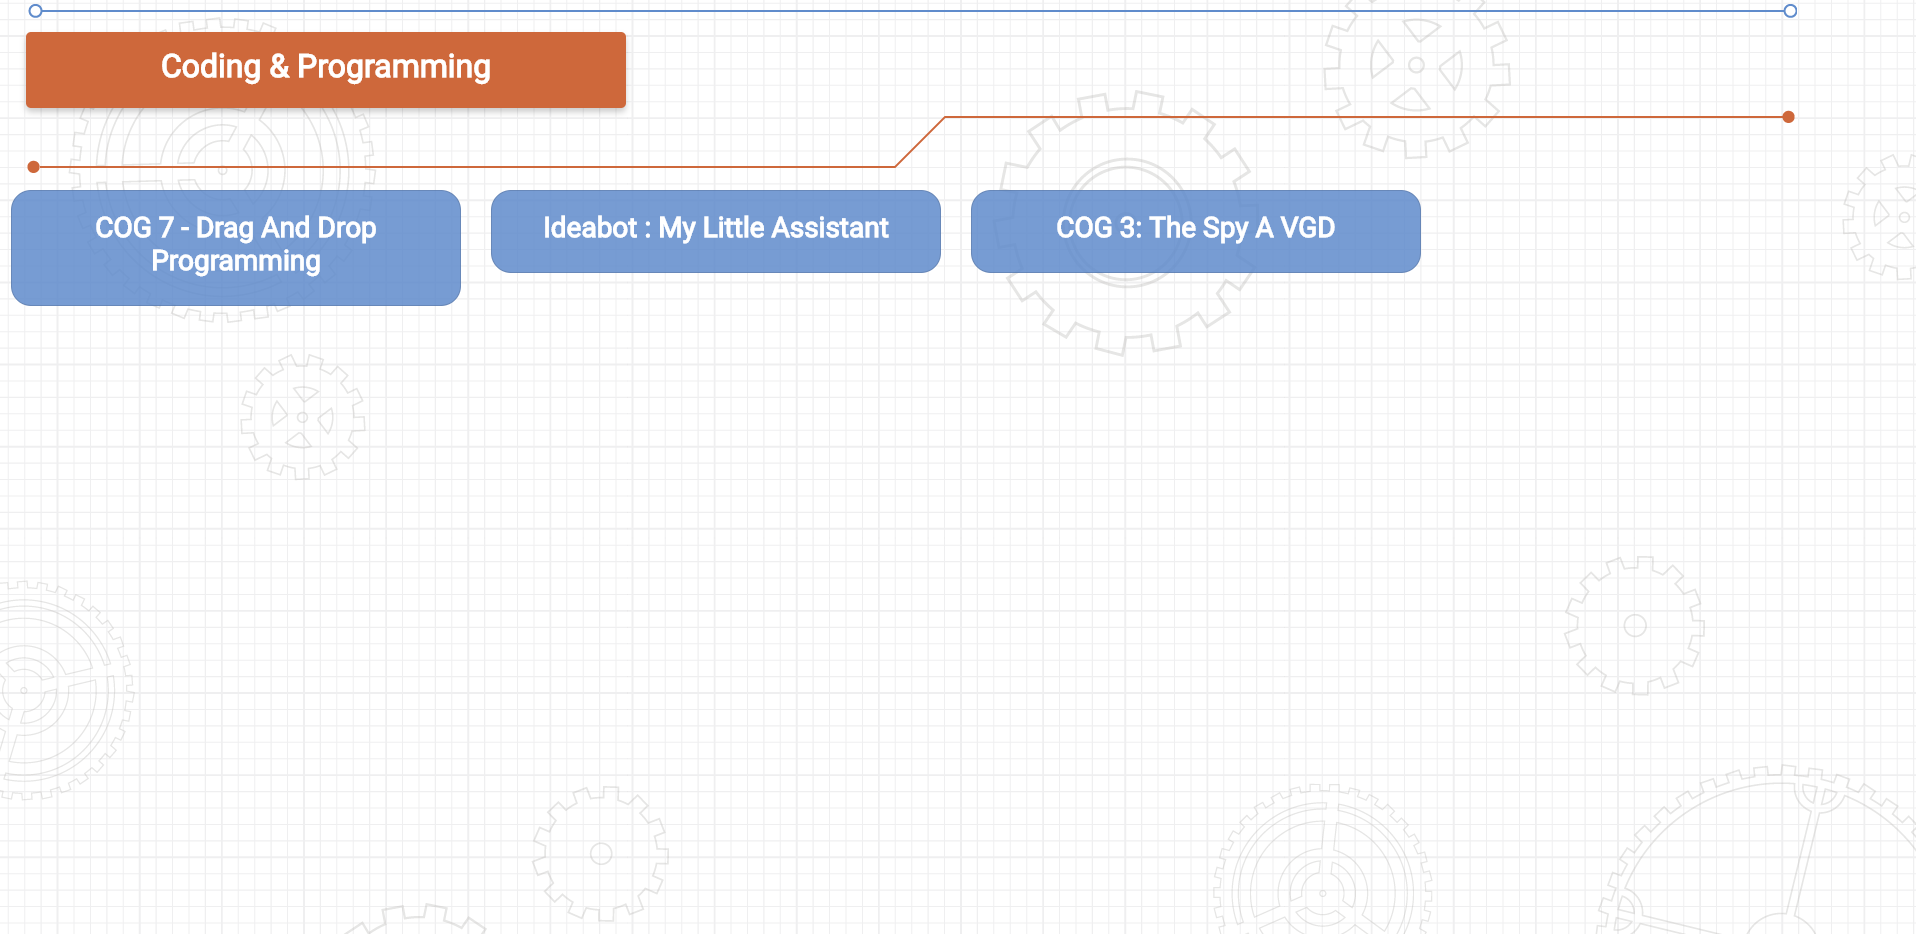 Coding & Programming
COG 7 - Drag And Drop
Programming
Ideabot : My Little Assistant
COG 3: The Spy A VGD